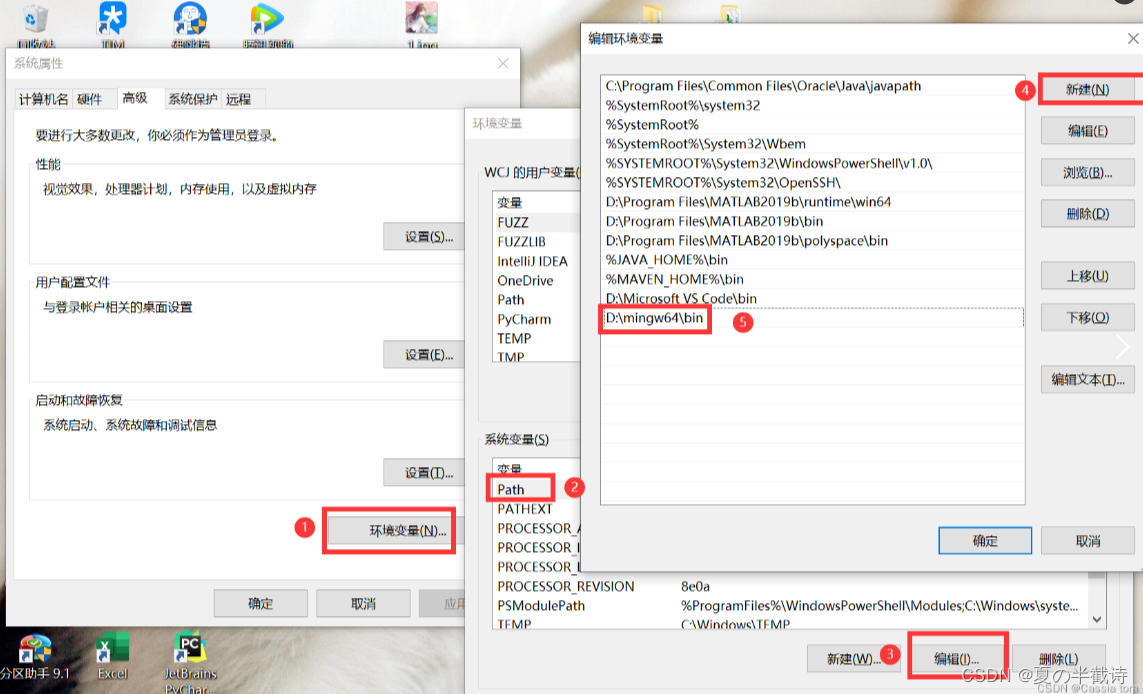 TIM
系统属性
计算机名
硬件
高级
系统保护
远程
要进行大多数更改，你必须作为管理员登录。
性能
视觉效果，处理器计划，内存使用，以及虚拟内存
设置(S)...
用户配置文件
与登录帐户相关的桌面设置
设置(E)...
启动和故障恢复
系统启动、系统故障和调试信息
设置(T)...
1
环境变量(N)...
确定
取消
应用
分区助手 9.1
Excel
JetBrains
PyChar...
环境变量
WCJ 的用户变量(
变量
FUZZ
FUZZLIB
IntelliJ IDEA
OneDrive
Path
PyCharm
TEMP
TMP
系统变量(S)
变量
Path
2
PATHEXT
PROCESSOR_A
PROCESSOR_I
PROCESSOR_L
PROCESSOR_REVISION 8e0a
PSModulePath %ProgramFiles%\WindowsPowerShell\Modules;C:\Windows\syste...
TEMP C:\Windows\TEMP
新建(W)...
3
编辑(I)...
删除(L)
编辑环境变量
C:\Program Files\Common Files\Oracle\Java\javapath
%SystemRoot%\system32
%SystemRoot%
%SystemRoot%\System32\Wbem
%SYSTEMROOT%\System32\WindowsPowerShell\v1.0\
%SYSTEMROOT%\System32\OpenSSH\
D:\Program Files\MATLAB2019b\runtime\win64
D:\Program Files\MATLAB2019b\bin
D:\Program Files\MATLAB2019b\polyspace\bin
%JAVA_HOME%\bin
%MAVEN_HOME%\bin
D:\Microsoft VS Code\bin
D:\mingw64\bin
5
4
新建(N)
编辑(E)
浏览(B)...
删除(D)
上移(U)
下移(O)
编辑文本(T)...
确定
取消
CSDN @夏の半截诗
CSDN @Cassia tora